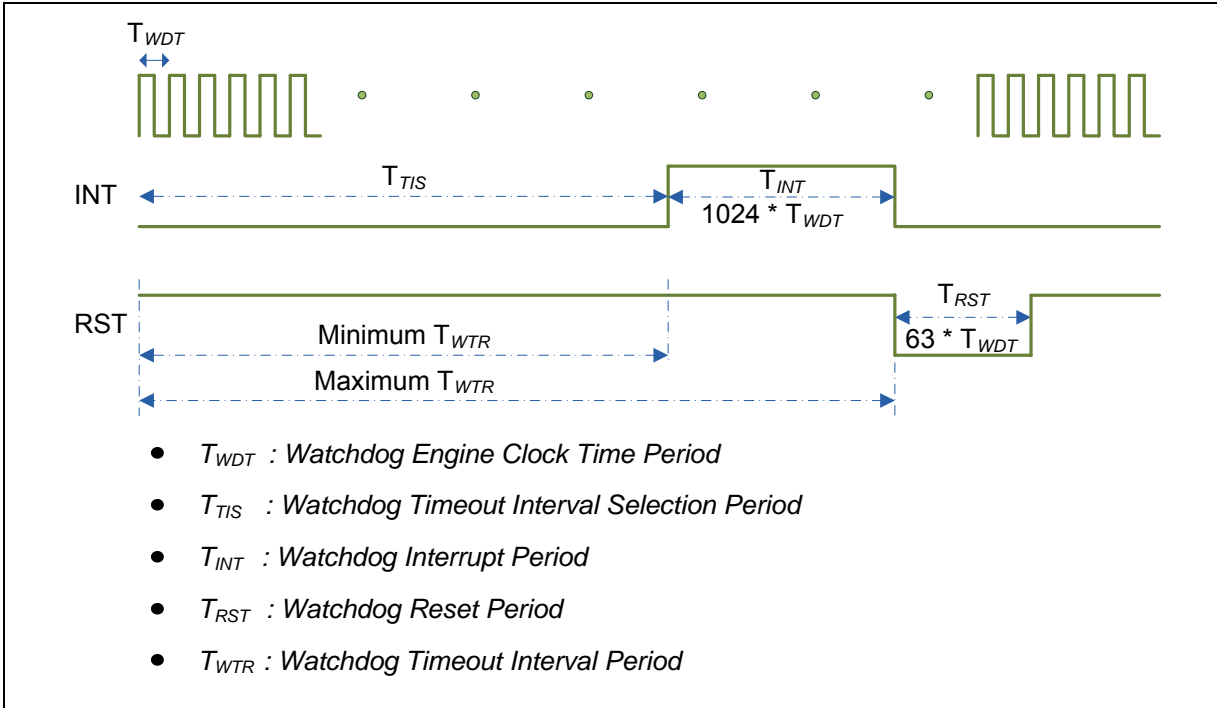 TWDT
INT
TTIS
TINT
1024 * TWDT
RST
TRST
63 * TWDT
Minimum TWTR
Maximum TWTR
• TWDT : Watchdog Engine Clock Time Period
• TTIS : Watchdog Timeout Interval Selection Period
• TINT : Watchdog Interrupt Period
• TRST : Watchdog Reset Period
• TWTR : Watchdog Timeout Interval Period